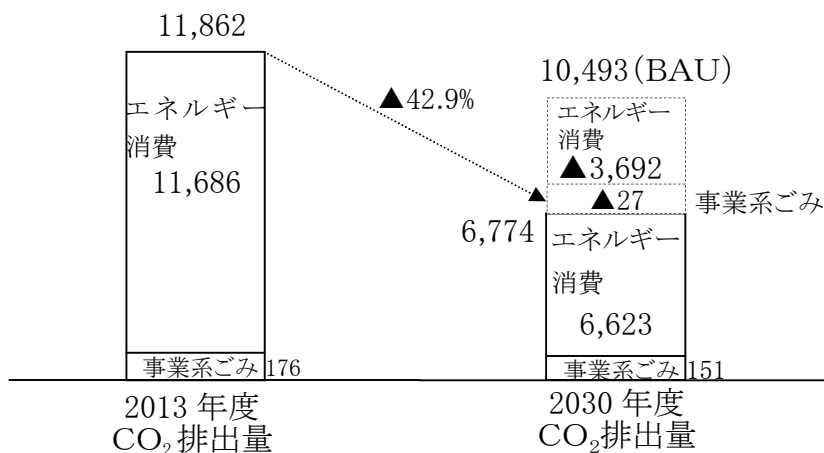 11,862
エネルギー
消費
11,686
事業系ごみ 176
2013 年度
CO₂排出量
▲42.9%
10,493(BAU)
エネルギー
消費
▲3,692
▲27 事業系ごみ
6,774
エネルギー
消費
6,623
事業系ごみ 151
2030 年度
CO₂排出量